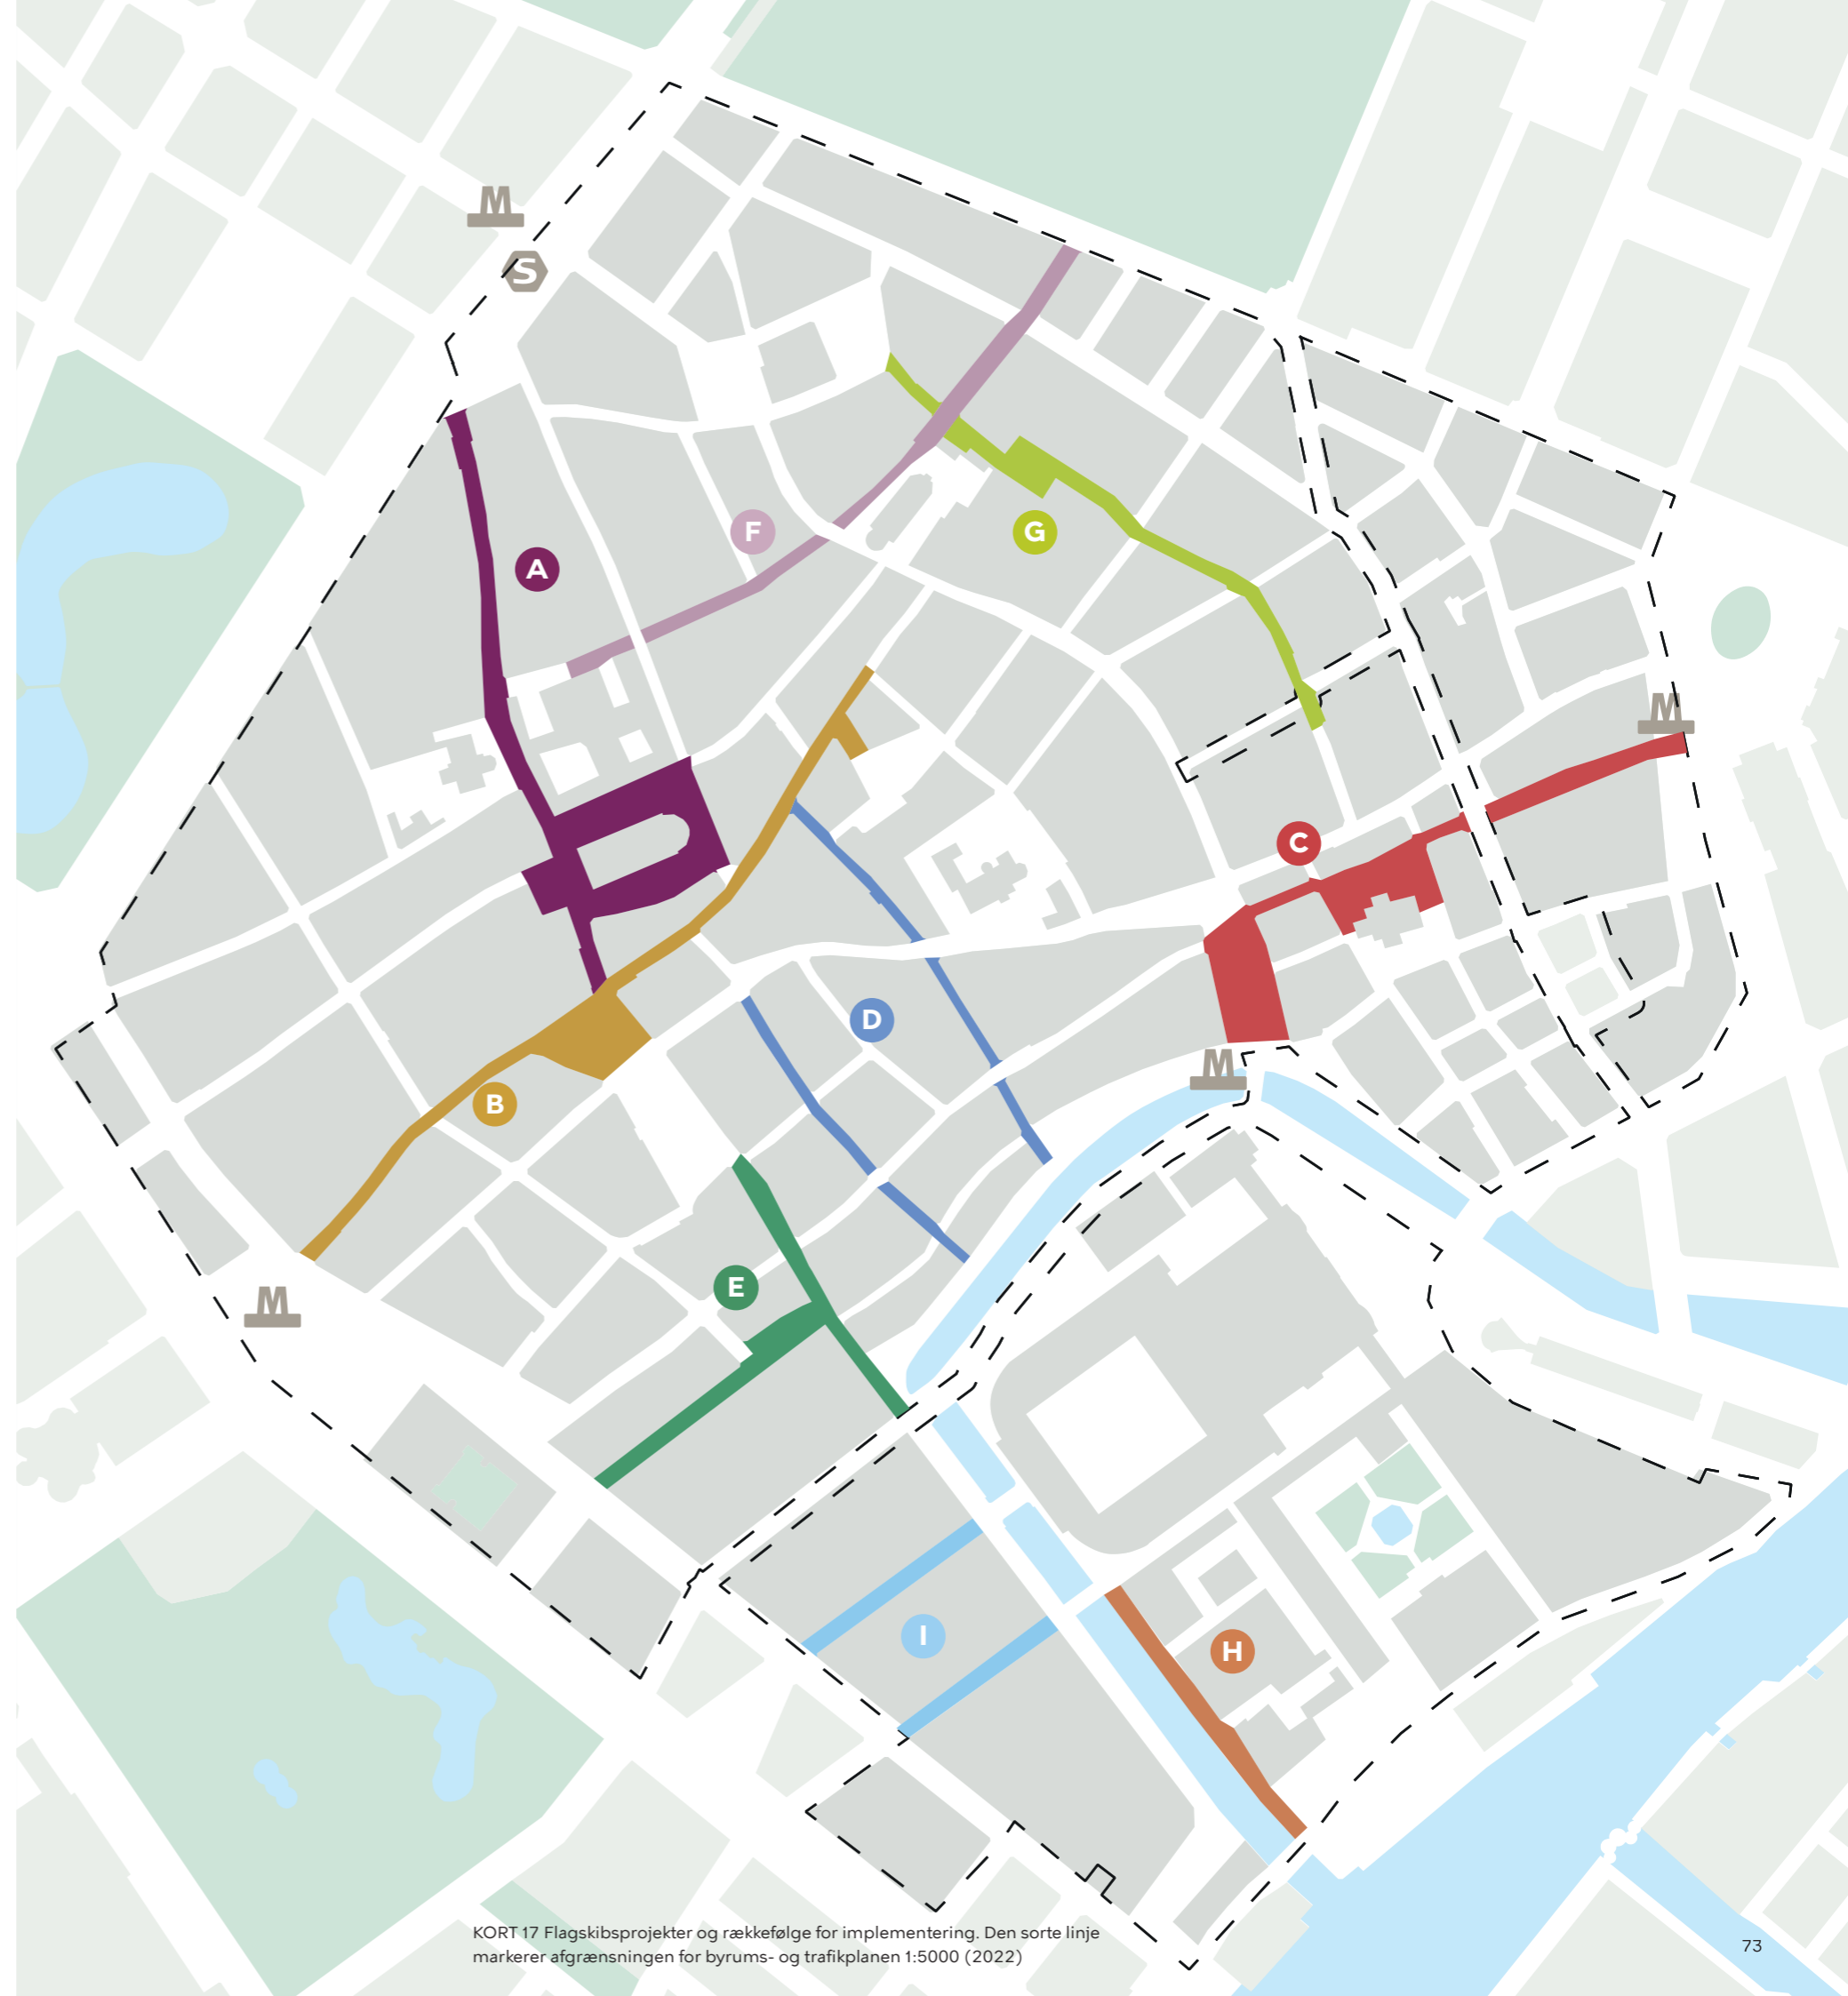 M
S
F
G
A
M
C
D
M
B
E
M
I
H
KORT 17 Flagskibsprojekter og rækkefølge for implementering. Den sorte linje
markerer afgrænsningen for byrums- og trafikplanen 1:5000 (2022)
73